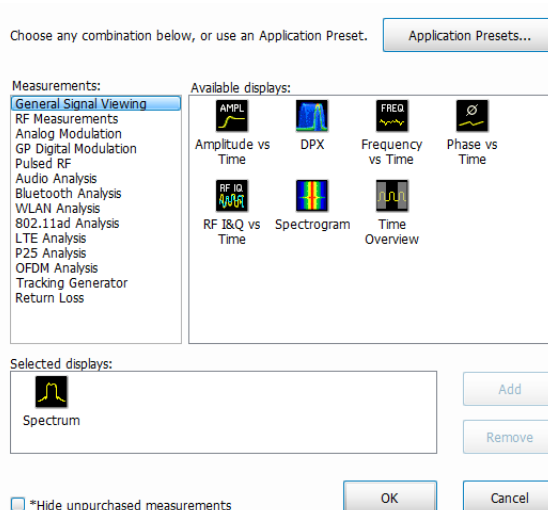 Choose any combination below, or use an Application Preset.
Application Presets...
Measurements:
General Signal Viewing
RF Measurements
Analog Modulation
GP Digital Modulation
Pulsed RF
Audio Analysis
Bluetooth Analysis
WLAN Analysis
802.11ad Analysis
LTE Analysis
P25 Analysis
OFDM Analysis
Tracking Generator
Return Loss
Available displays:
AMPL
Amplitude vs
Time
DPX
FREQ
Frequency
vs Time
Ø
Phase vs
Time
RF IQ
RF I&Q vs
Time
Spectrogram
Time
Overview
Selected displays:
Spectrum
Add
Remove
*Hide unpurchased measurements
OK
Cancel